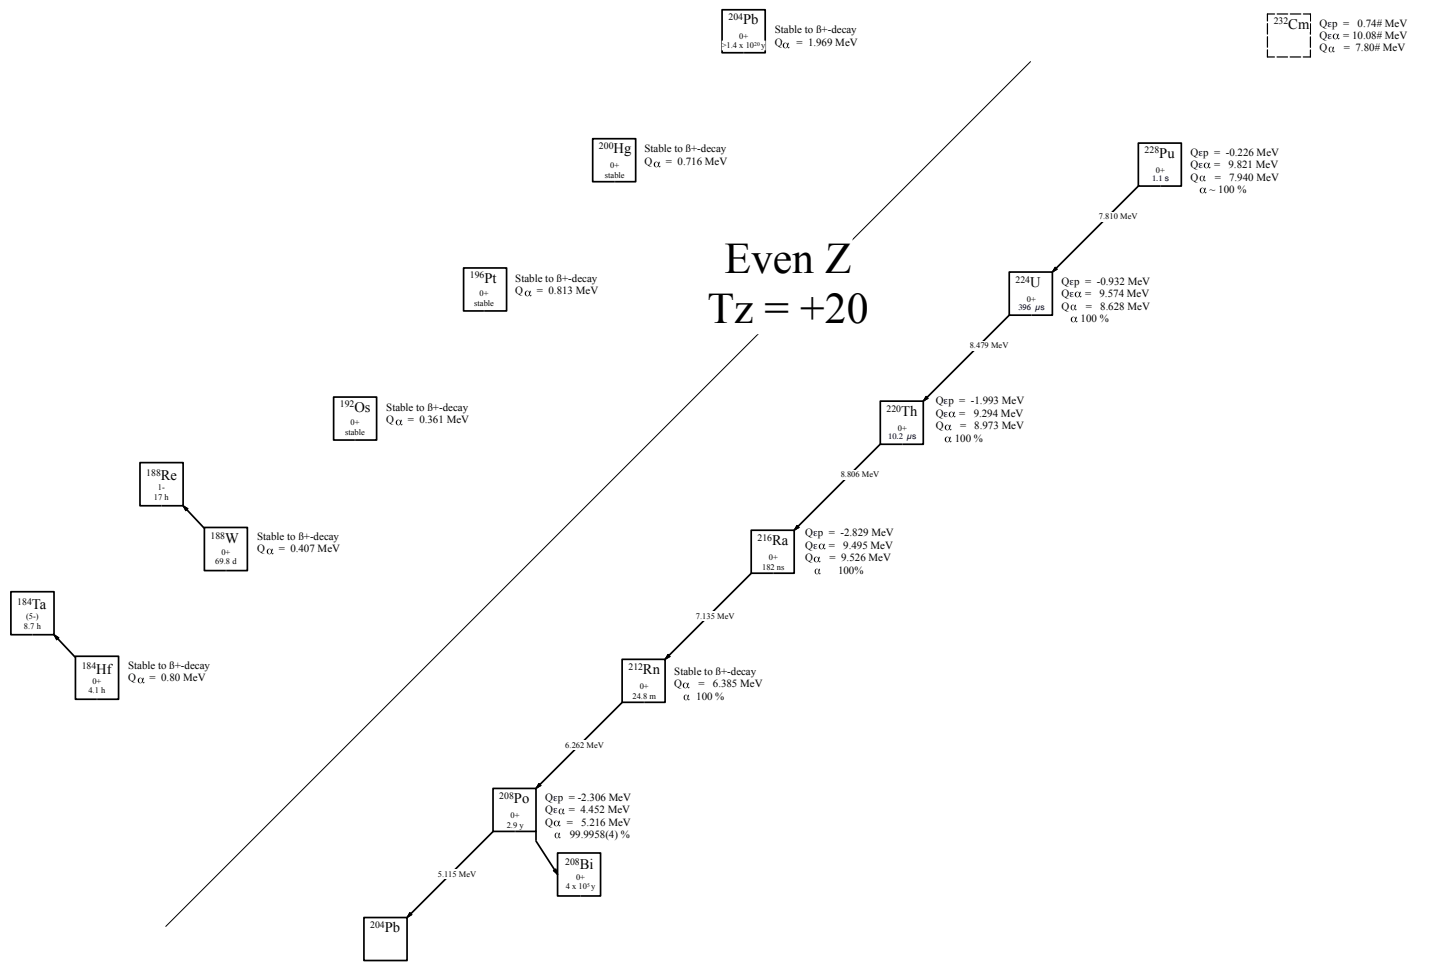 204Pb
0+
>1.4 x 10²⁰ y
Stable to ß+-decay
Qα = 1.969 MeV
232Cm
Qεp = 0.74# MeV
Qεα = 10.08# MeV
Qα = 7.80# MeV
200Hg
0+
stable
Stable to ß+-decay
Qα = 0.716 MeV
228Pu
0+
1.1 s
Qεp = -0.226 MeV
Qεα = 9.821 MeV
Qα = 7.940 MeV
α ~ 100 %
7.810 MeV
Even Z
Tz = +20
196Pt
0+
stable
Stable to ß+-decay
Qα = 0.813 MeV
224U
0+
396 µs
Qεp = -0.932 MeV
Qεα = 9.574 MeV
Qα = 8.628 MeV
α 100 %
8.479 MeV
192Os
0+
stable
Stable to ß+-decay
Qα = 0.361 MeV
220Th
0+
10.2 µs
Qεp = -1.993 MeV
Qεα = 9.294 MeV
Qα = 8.973 MeV
α 100 %
8.806 MeV
188Re
1-
17 h
188W
0+
69.8 d
Stable to ß+-decay
Qα = 0.407 MeV
216Ra
0+
182 ns
Qεp = -2.829 MeV
Qεα = 9.495 MeV
Qα = 9.526 MeV
α 100%
7.135 MeV
184Ta
(5-)
8.7 h
184Hf
0+
4.1 h
Stable to ß+-decay
Qα = 0.80 MeV
212Rn
0+
24.8 m
Stable to ß+-decay
Qα = 6.385 MeV
α 100 %
6.262 MeV
208Po
0+
2.9 y
Qεp = -2.306 MeV
Qεα = 4.452 MeV
Qα = 5.216 MeV
α 99.9958(4) %
208Bi
0+
4 x 10⁵ y
5.115 MeV
204Pb